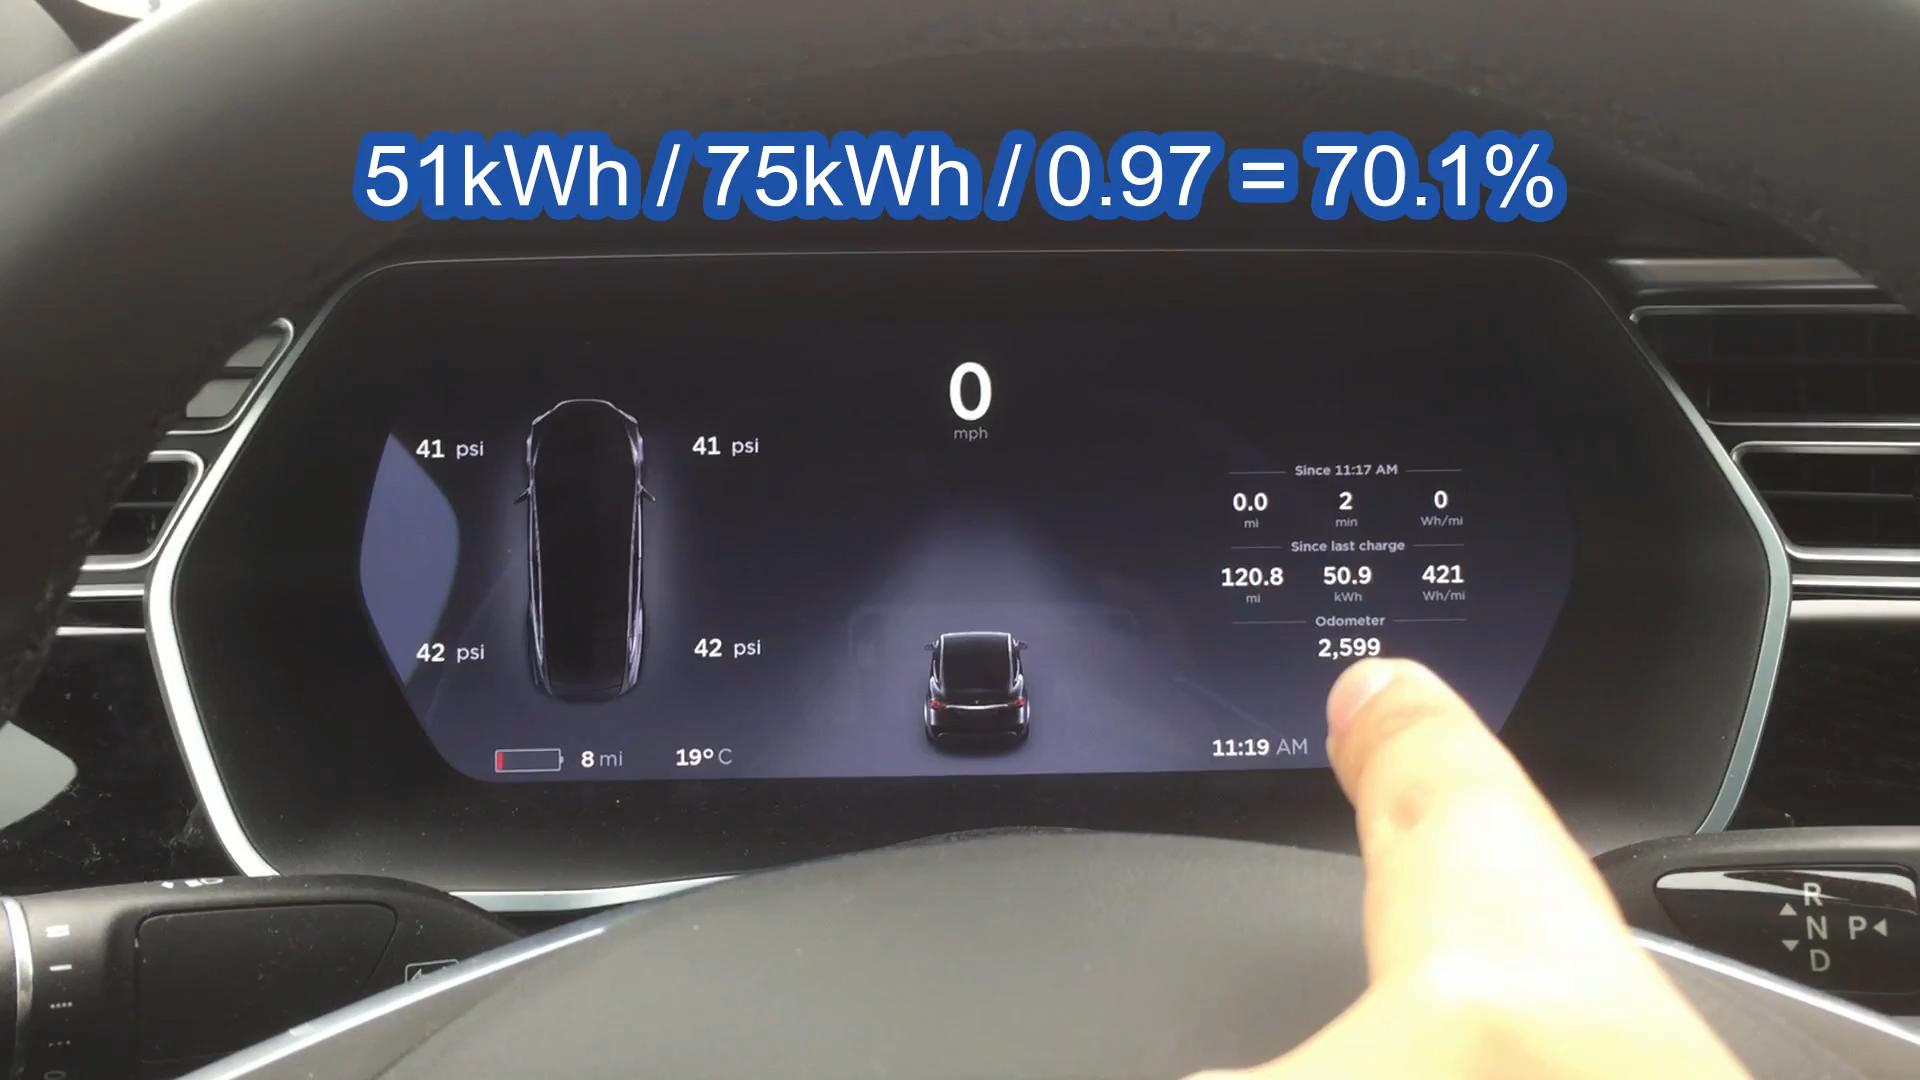 51kWh / 75kWh / 0.97 = 70.1%
0
mph
41 psi
41 psi
42 psi
42 psi
Since 11:17 AM
0.0 2 0
mi min Wh/mi
Since last charge
120.8 50.9 421
mi kWh Wh/mi
Odometer
2,599
8 mi
19° C
11:19 AM
R
N P
D